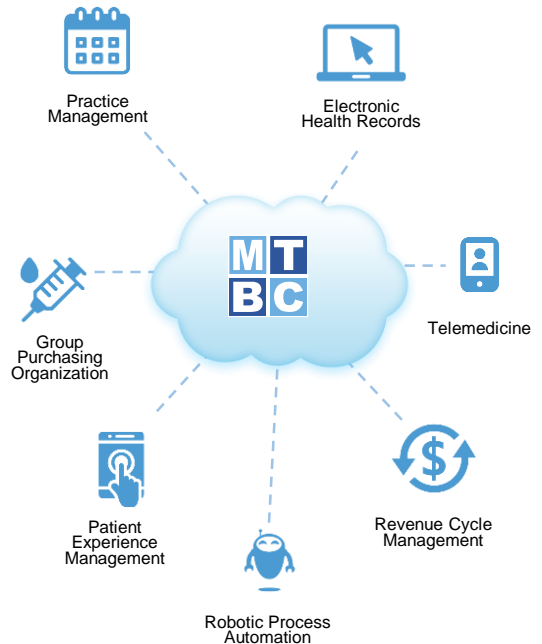 Practice
Management
Electronic
Health Records
M T
B C
Telemedicine
Group
Purchasing
Organization
Patient
Experience
Management
$
Revenue Cycle
Management
Robotic Process
Automation